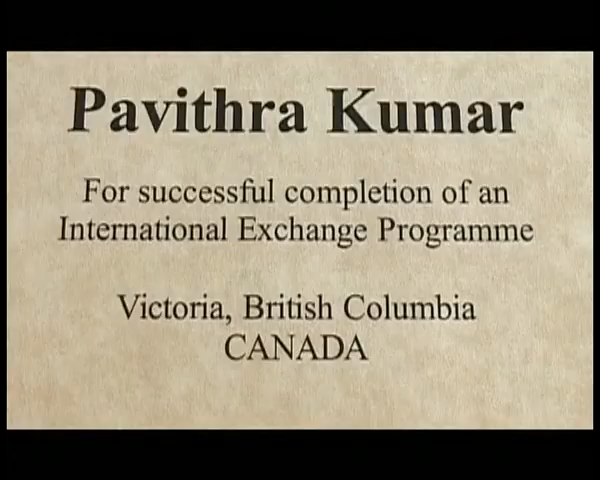 Pavithra Kumar
For successful completion of an
International Exchange Programme
Victoria, British Columbia
CANADA